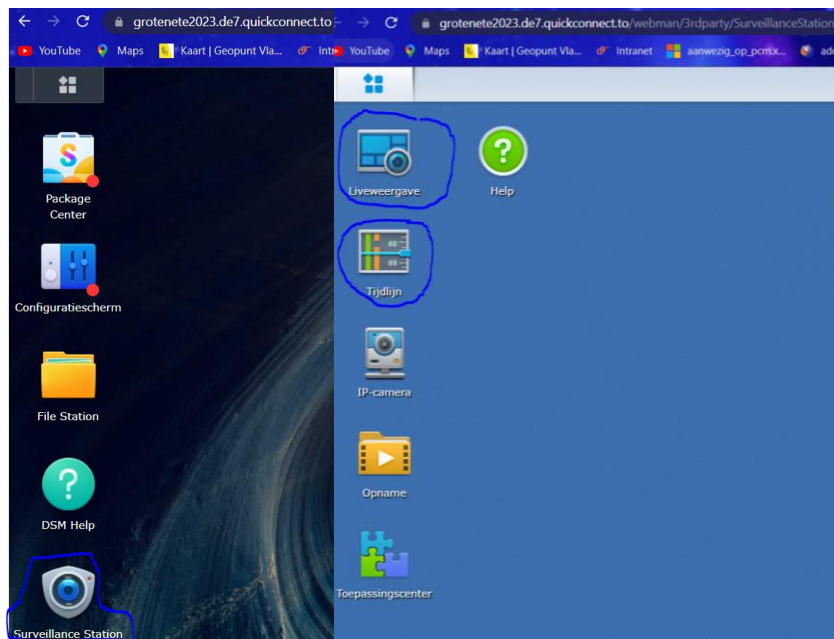 grotenete2023.de7.quickconnect.to
YouTube
Maps
Kaart | Geopunt Vla...
Package
Center
Configuratiescherm
File Station
DSM Help
Surveillance Station
grotenete2023.de7.quickconnect.to/webman/3rdparty/SurveillanceStation
YouTube
Maps
Kaart | Geopunt Vla...
Intranet
aanwezig_op_pcm.x...
Liveweergave
Help
Tijdlijn
IP-camera
Opname
Toepassingscenter